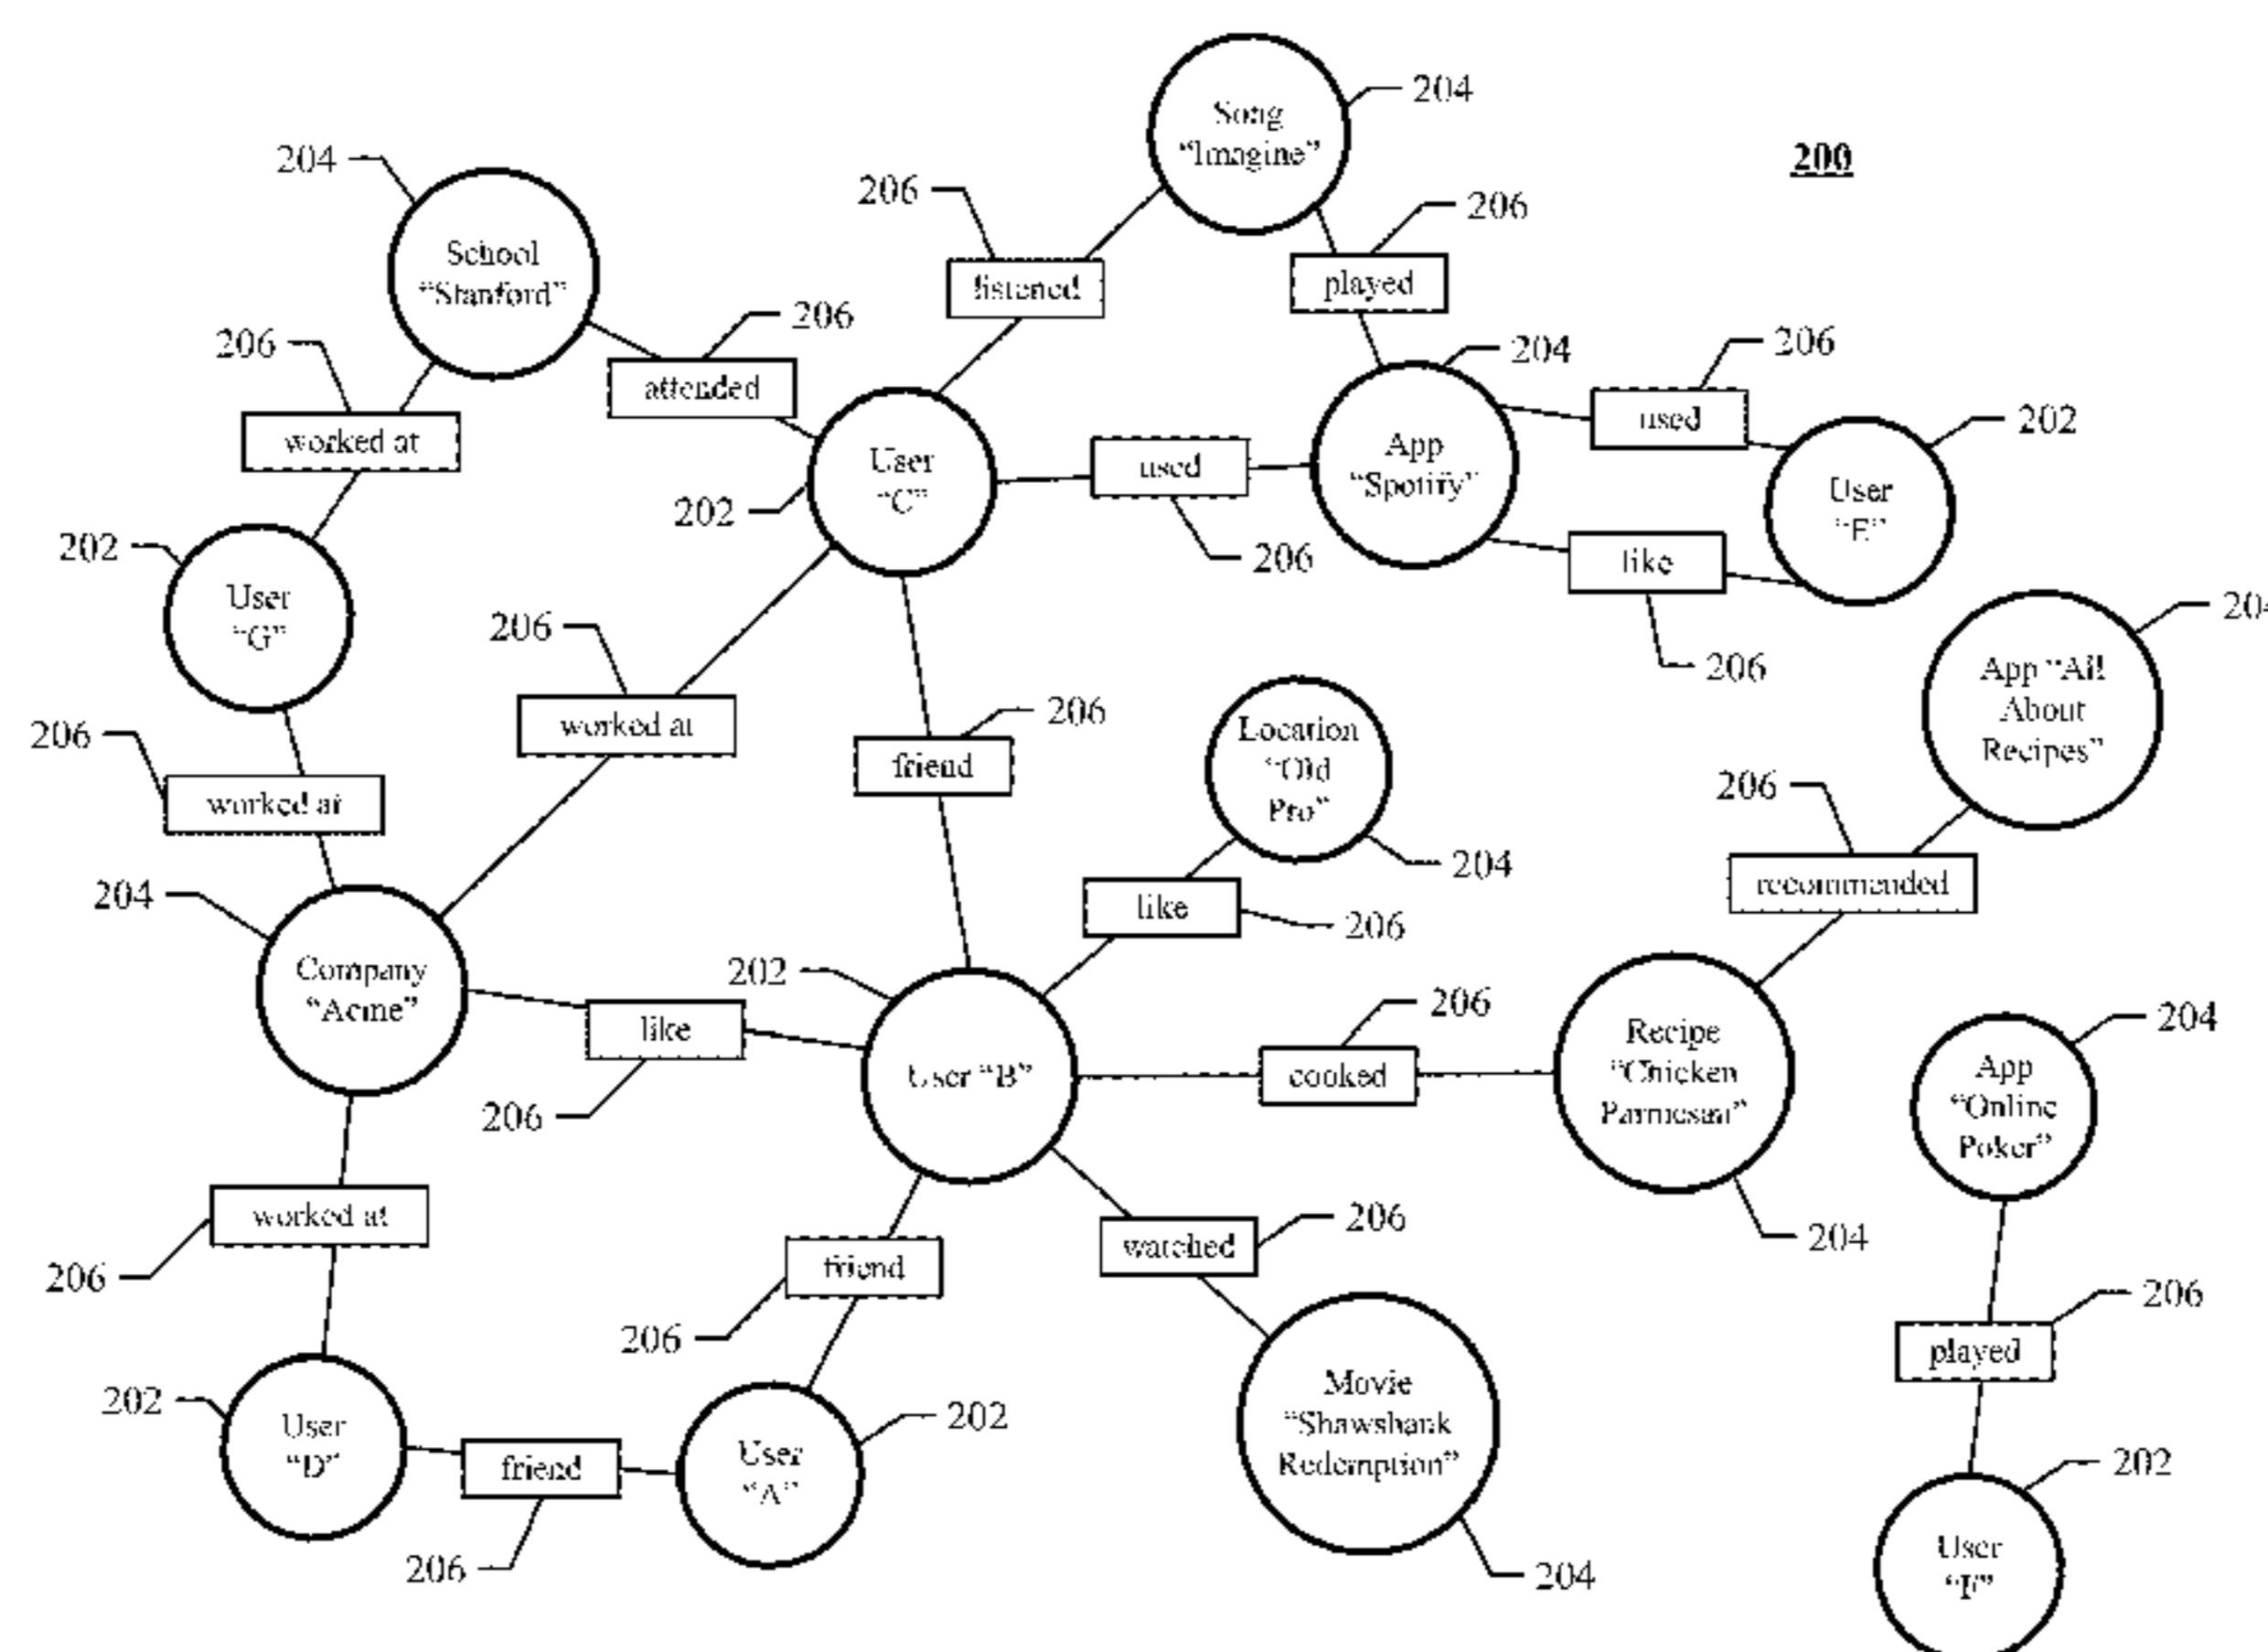 204
Song
“Imagine”
200
204
School
“Stanford”
206
listened
206
played
206
attended
206
worked at
204
App
“Spotify”
206
used
202
User
“E”
User
“C”
202
used
206
like
206
202
User
“G”
204
App “All
About
Recipes”
206
worked at
206
friend
Location
“Old
Pro“
204
206
worked at
206
recommended
like
206
204
Company
“Acme”
202
User “B”
like
206
206
cooked
Recipe
“Chicken
Parmesan”
204
204
App
“Online
Poker”
206
worked at
friend
206
watched
206
206
played
202
User
“D”
friend
206
202
User
“A”
Movie
“Shawshank
Redemption”
204
202
User
“F”